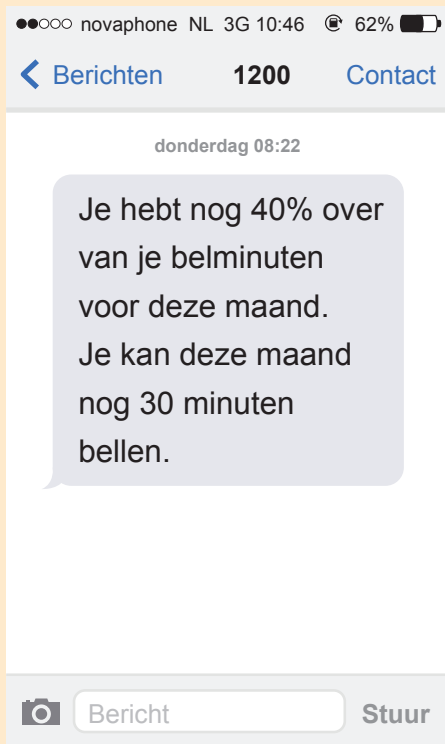 novaphone NL 3G 10:46 62%
Berichten 1200 Contact
donderdag 08:22
Je hebt nog 40% over
van je belminuten
voor deze maand.
Je kan deze maand
nog 30 minuten
bellen.
Bericht Stuur